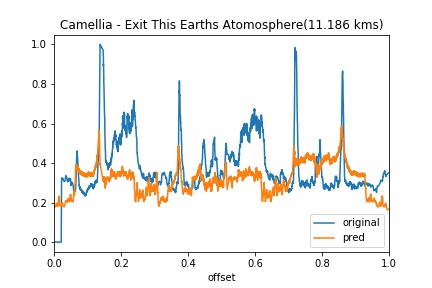 Camellia - Exit This Earths Atomosphere(11.186 kms)
1.0
0.8
0.6
0.4
0.2
0.0
0.0 0.2 0.4 0.6 0.8 1.0
offset
original
pred